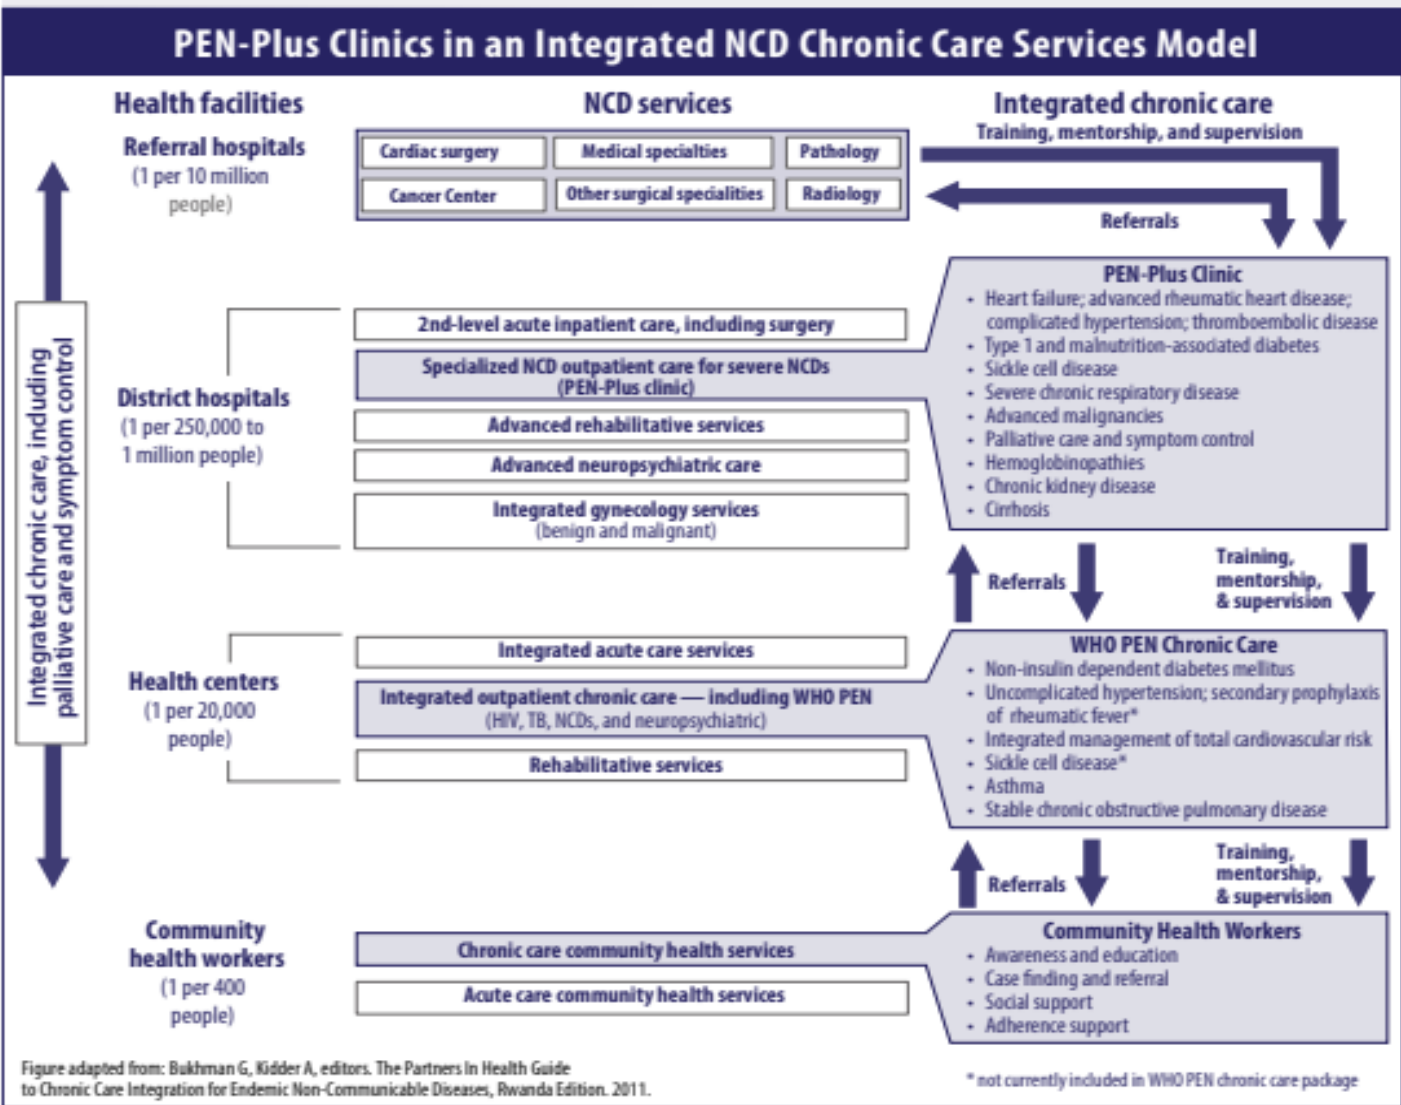 PEN-Plus Clinics in an Integrated NCD Chronic Care Services Model
Health facilities
NCD services
Integrated chronic care
Referral hospitals
(1 per 10 million
people)
Cardiac surgery
Medical specialties
Pathology
Cancer Center
Other surgical specialities
Radiology
Training, mentorship, and supervision
Referrals
Integrated chronic care, including
palliative care and symptom control
District hospitals
(1 per 250,000 to
1 million people)
2nd-level acute inpatient care, including surgery
Specialized NCD outpatient care for severe NCDs
(PEN-Plus clinic)
Advanced rehabilitative services
Advanced neuropsychiatric care
Integrated gynecology services
(benign and malignant)
PEN-Plus Clinic
• Heart failure; advanced rheumatic heart disease;
complicated hypertension; thromboembolic disease
• Type 1 and malnutrition-associated diabetes
• Sickle cell disease
• Severe chronic respiratory disease
• Advanced malignancies
• Palliative care and symptom control
• Hemoglobinopathies
• Chronic kidney disease
• Cirrhosis
Referrals
Training,
mentorship,
& supervision
Health centers
(1 per 20,000
people)
Integrated acute care services
Integrated outpatient chronic care — including WHO PEN
(HIV, TB, NCDs, and neuropsychiatric)
Rehabilitative services
WHO PEN Chronic Care
• Non-insulin dependent diabetes mellitus
• Uncomplicated hypertension; secondary prophylaxis
of rheumatic fever*
• Integrated management of total cardiovascular risk
• Sickle cell disease*
• Asthma
• Stable chronic obstructive pulmonary disease
Referrals
Training,
mentorship,
& supervision
Community
health workers
(1 per 400
people)
Chronic care community health services
Acute care community health services
Community Health Workers
• Awareness and education
• Case finding and referral
• Social support
• Adherence support
Figure adapted from: Bukhman G, Kidder A, editors. The Partners In Health Guide
to Chronic Care Integration for Endemic Non-Communicable Diseases, Rwanda Edition. 2011.
* not currently included in WHO PEN chronic care package